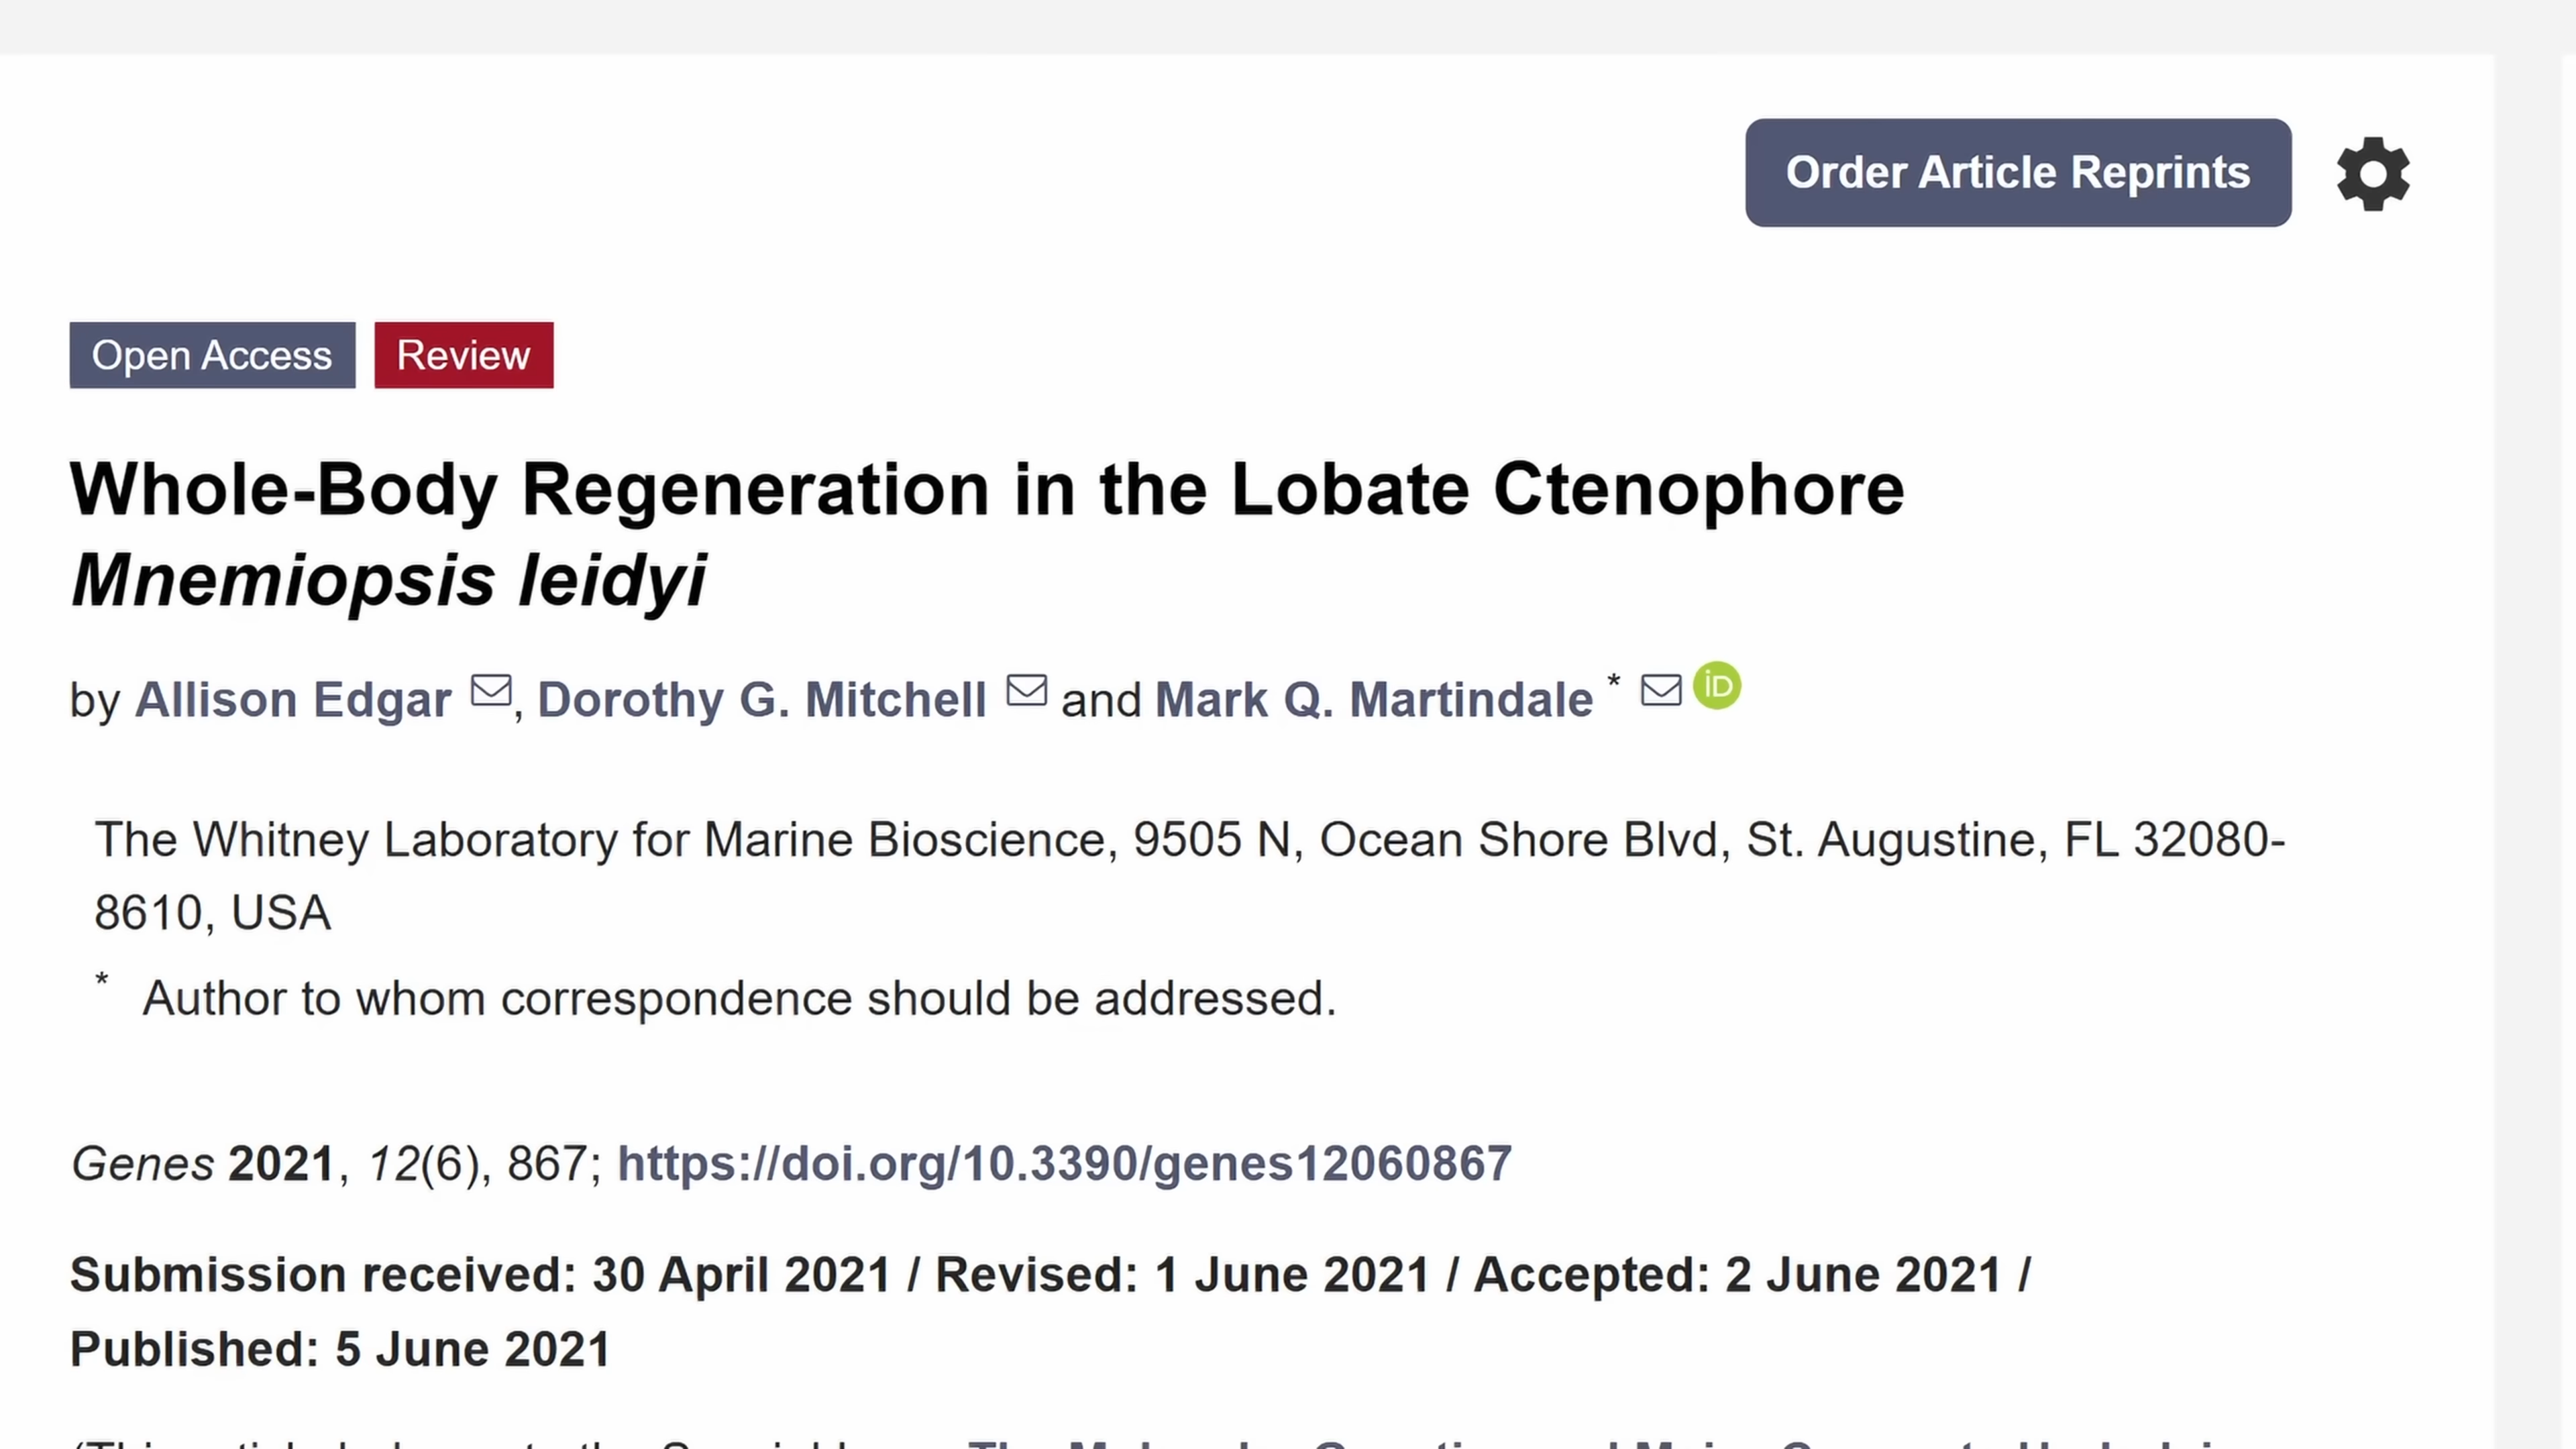 Order Article Reprints
Open Access Review
Whole-Body Regeneration in the Lobate Ctenophore
Mnemiopsis leidyi
by Allison Edgar, Dorothy G. Mitchell and Mark Q. Martindale * iD
The Whitney Laboratory for Marine Bioscience, 9505 N, Ocean Shore Blvd, St. Augustine, FL 32080-
8610, USA
* Author to whom correspondence should be addressed.
Genes 2021, 12(6), 867; https://doi.org/10.3390/genes12060867
Submission received: 30 April 2021 / Revised: 1 June 2021 / Accepted: 2 June 2021 /
Published: 5 June 2021